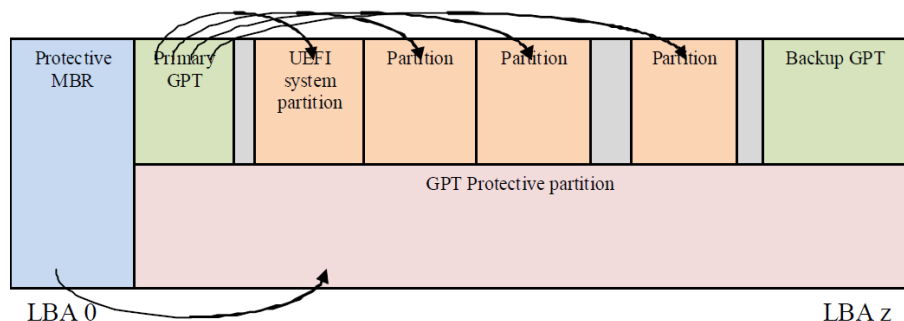 Protective
MBR
Primary
GPT
UEFI
system
partition
Partition
Partition
Partition
Backup GPT
GPT Protective partition
LBA 0
LBA z